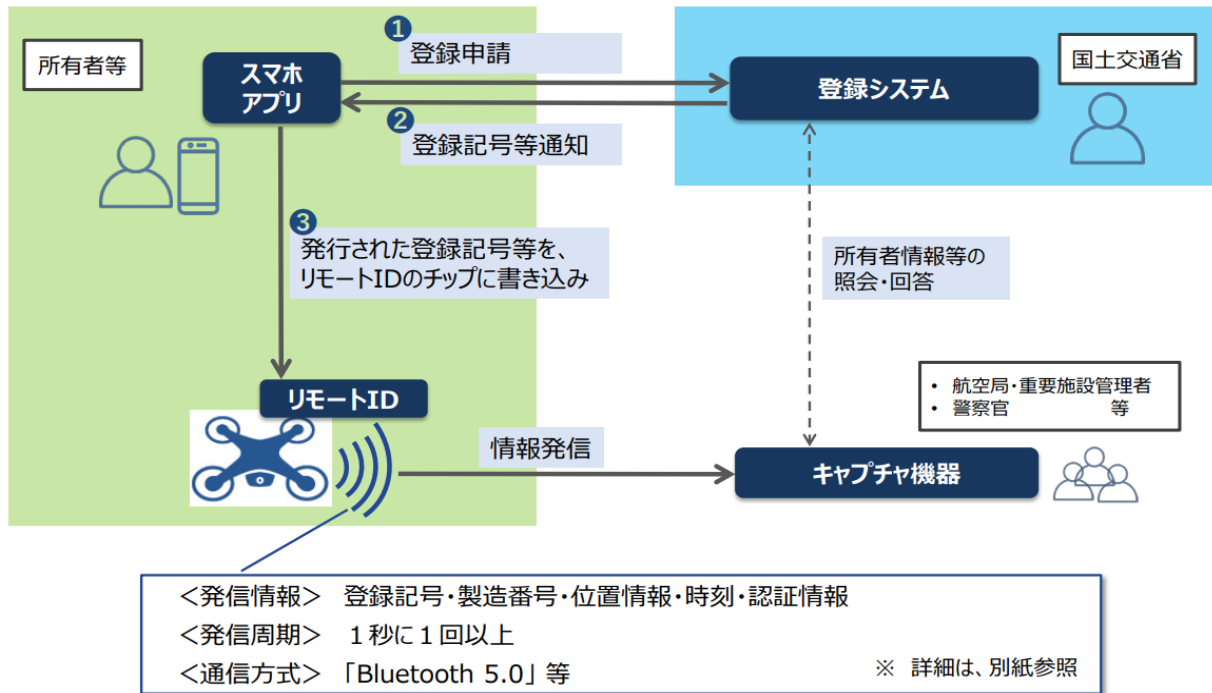 所有者等
スマホ
アプリ
❶
登録申請
登録システム
国土交通省
❷
登録記号等通知
❸
発行された登録記号等を、
リモートIDのチップに書き込み
所有者情報等の
照会・回答
リモートID
情報発信
• 航空局・重要施設管理者
• 警察官 等
キャプチャ機器
<発信情報> 登録記号・製造番号・位置情報・時刻・認証情報
<発信周期> １秒に１回以上
<通信方式> 「Bluetooth 5.0」等
※ 詳細は、別紙参照